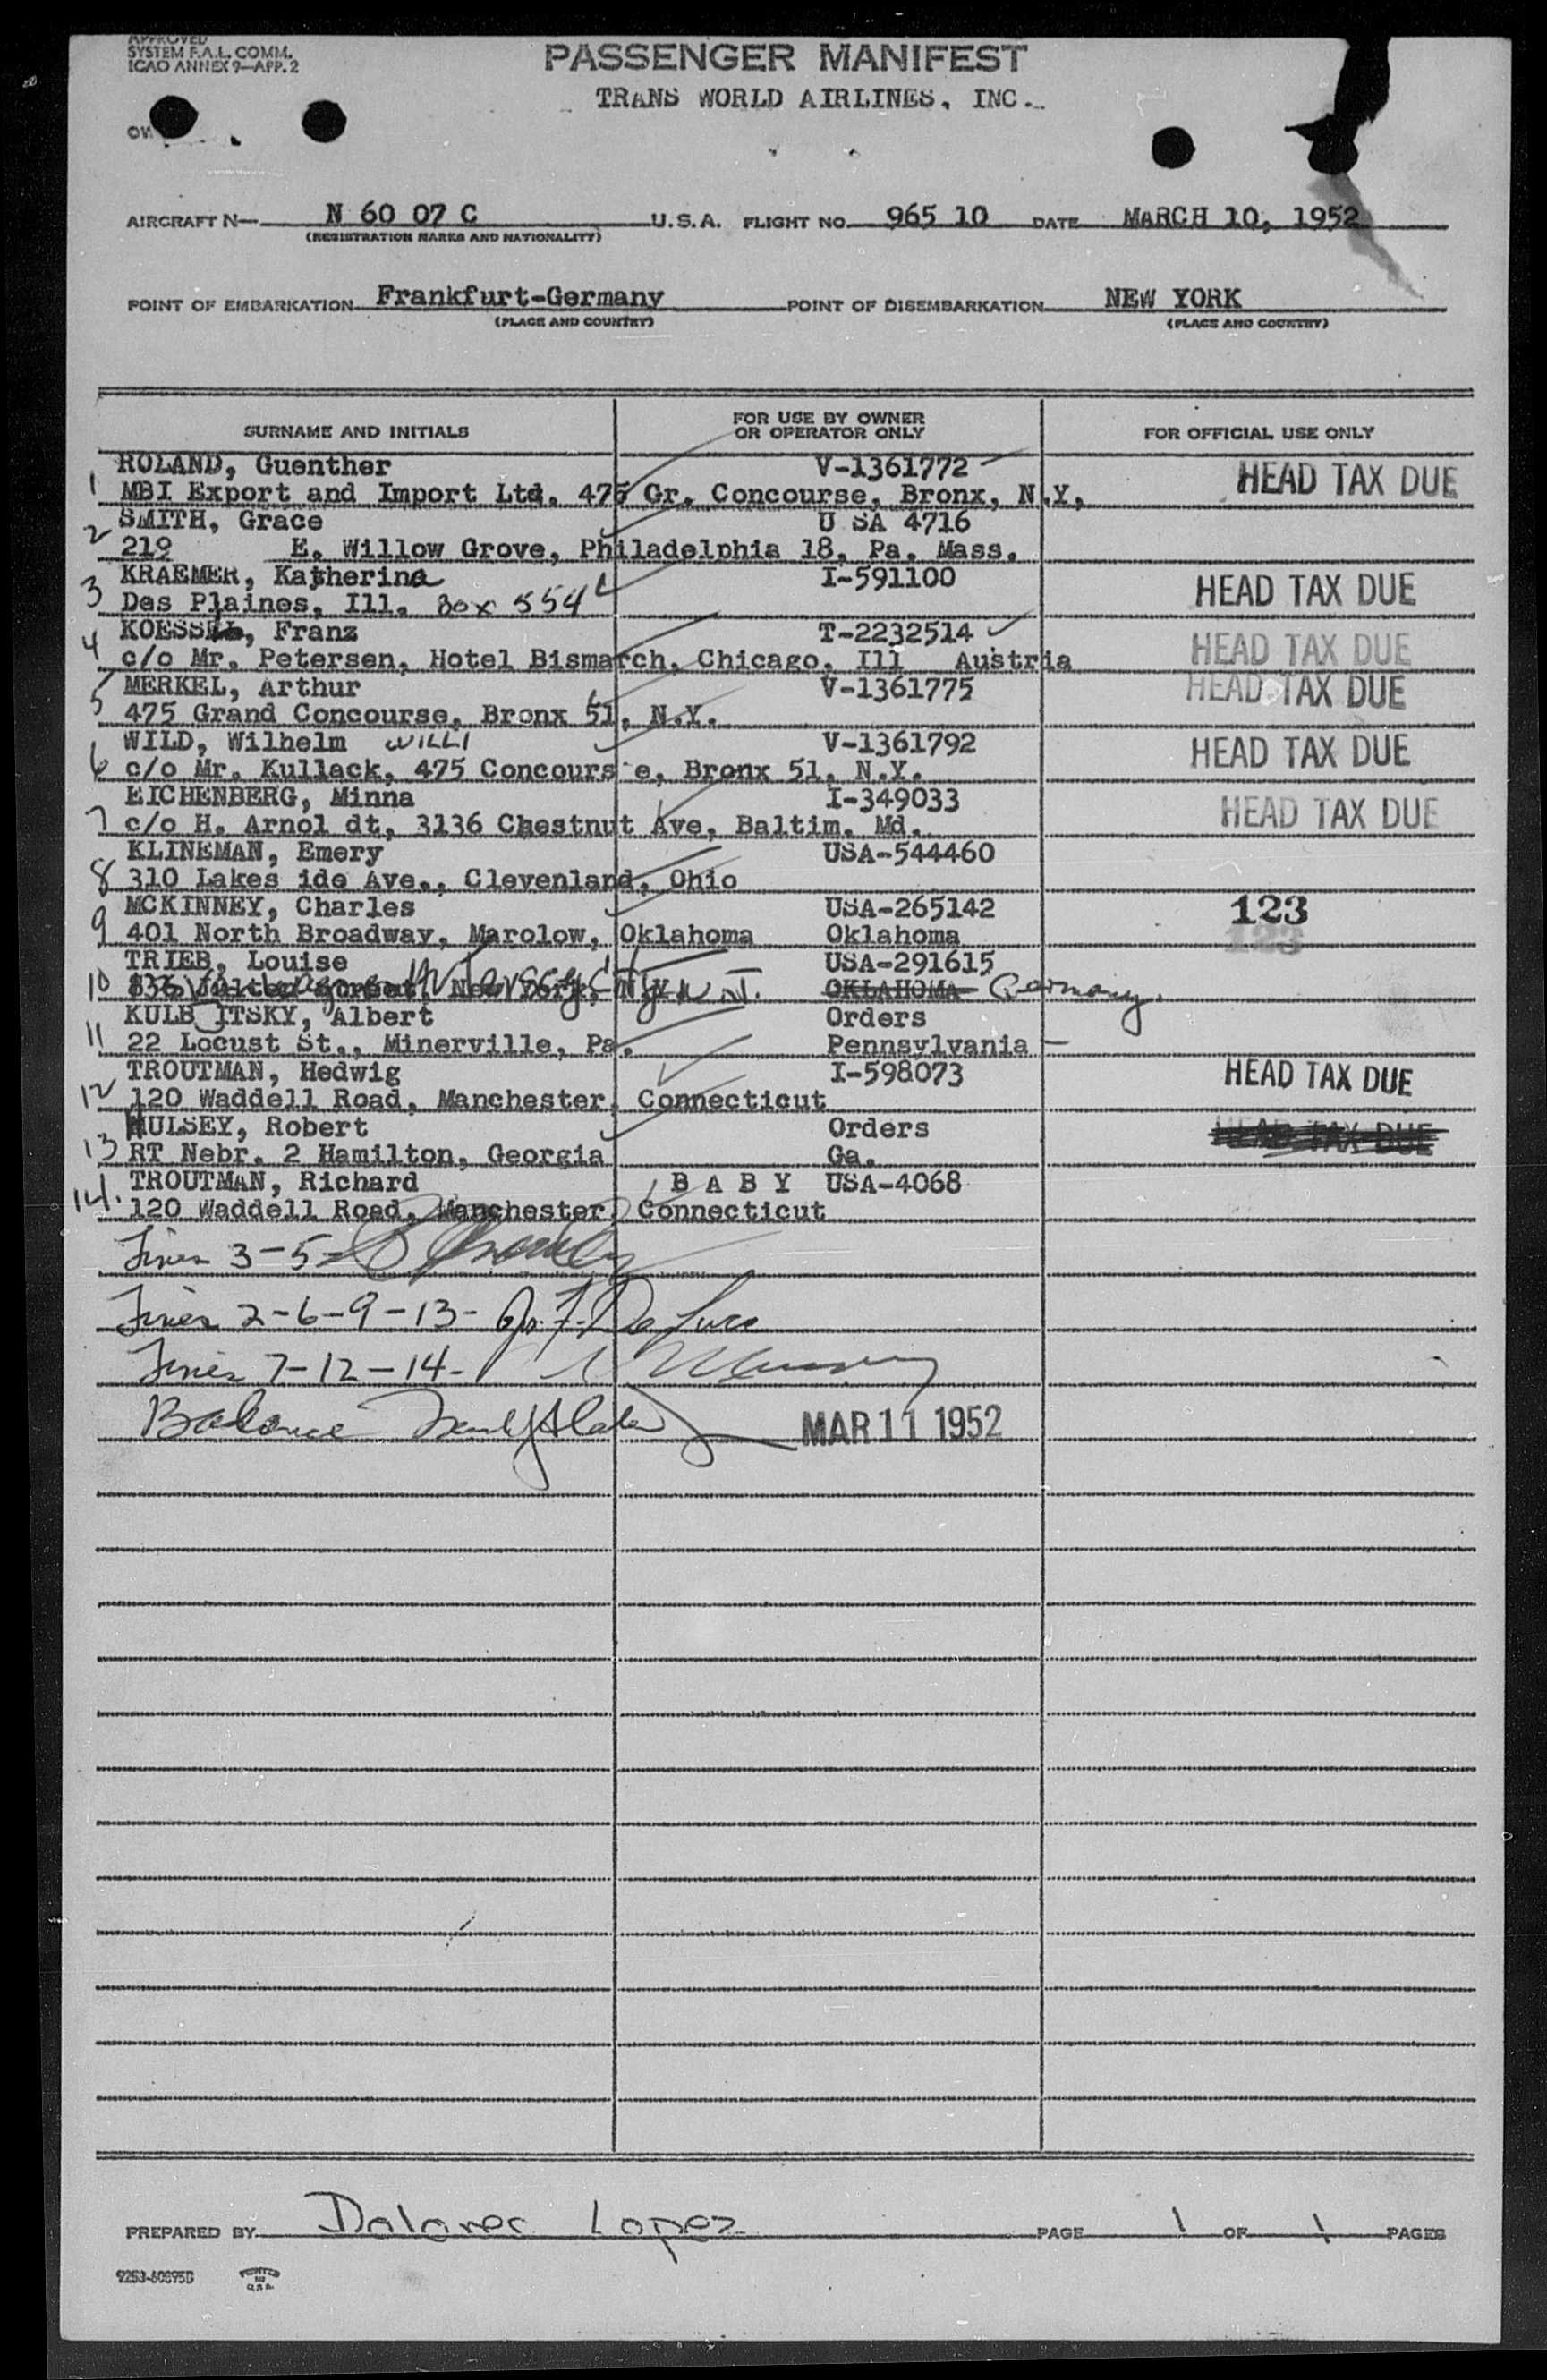 APPROVED
SYSTEM F.A.L. COMM.
ICAO ANNEX 9—APP. 2
PASSENGER MANIFEST
TRANS WORLD AIRLINES, INC.
OW
AIRCRAFT N— N 60 07 C U.S.A. FLIGHT NO. 965 10 DATE MARCH 10, 1952
(REGISTRATION MARKS AND NATIONALITY)
POINT OF EMBARKATION Frankfurt-Germany POINT OF DISEMBARKATION NEW YORK
(PLACE AND COUNTRY) (PLACE AND COUNTRY)
SURNAME AND INITIALS FOR USE BY OWNER OR OPERATOR ONLY FOR OFFICIAL USE ONLY
ROLAND, Guenther V-1361772 HEAD TAX DUE
1 MBI Export and Import Ltd. 475 Gr. Concourse, Bronx, N.Y,
SMITH, Grace U SA 4716
2 219 E. Willow Grove, Philadelphia 18, Pa. Mass.
KRAEMER, Katherina I-591100 HEAD TAX DUE
3 Des Plaines, Ill. Box 554
KOESSEL, Franz T-2232514 HEAD TAX DUE
4 c/o Mr. Petersen, Hotel Bismarch, Chicago, Ill Austria
MERKEL, Arthur V-1361775 HEAD TAX DUE
5 475 Grand Concourse, Bronx 51, N.Y.
WILD, Wilhelm WILLI V-1361792 HEAD TAX DUE
6 c/o Mr. Kullack, 475 Concours e, Bronx 51, N.Y.
EICHENBERG, Minna I-349033 HEAD TAX DUE
7 c/o H. Arnol dt, 3136 Chestnut Ave, Baltim. Md.
KLINEMAN, Emery USA-544460
8 310 Lakes ide Ave., Clevenland, Ohio
MCKINNEY, Charles USA-265142 123
9 401 North Broadway, Marolow, Oklahoma Oklahoma 123
TRIEB, Louise USA-291615
10 Jersey City N.J. OKLAHOMA Germany.
KULB ITSKY, Albert Orders
11 22 Locust St., Minerville, Pa. Pennsylvania
TROUTMAN, Hedwig I-598073 HEAD TAX DUE
12 120 Waddell Road, Manchester, Connecticut
HULSEY, Robert Orders HEAD TAX DUE
13 RT Nebr. 2 Hamilton, Georgia Ga.
TROUTMAN, Richard B A B Y USA-4068
14. 120 Waddell Road, Manchester, Connecticut
Lines 3-5-
Lines 2-6-9-13-
Lines 7-12-14-
Balance
MAR 11 1952
PREPARED BY Dolores Lopez PAGE 1 OF 1 PAGES
9253-60895D PRINTED IN U.S.A.